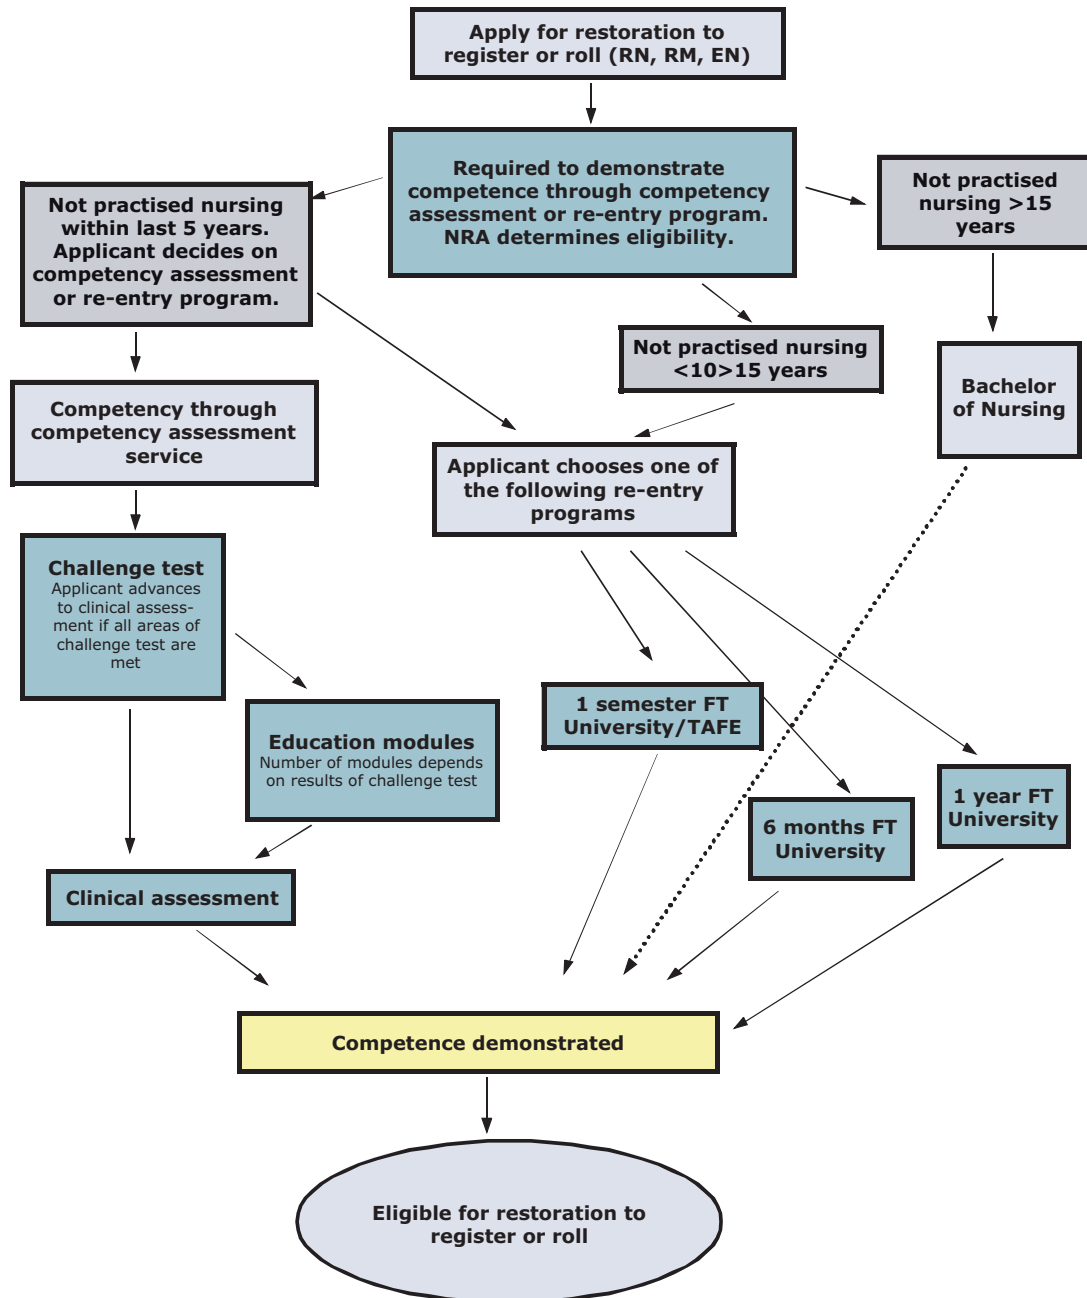 Apply for restoration to
register or roll (RN, RM, EN)
Required to demonstrate
competence through competency
assessment or re-entry program.
NRA determines eligibility.
Not practised nursing
within last 5 years.
Applicant decides on
competency assessment
or re-entry program.
Not practised
nursing >15
years
Not practised nursing
<10>15 years
Bachelor
of Nursing
Competency through
competency assessment
service
Applicant chooses one of
the following re-entry
programs
Challenge test
Applicant advances
to clinical assess-
ment if all areas of
challenge test are
met
Education modules
Number of modules depends
on results of challenge test
1 semester FT
University/TAFE
6 months FT
University
1 year FT
University
Clinical assessment
Competence demonstrated
Eligible for restoration to
register or roll